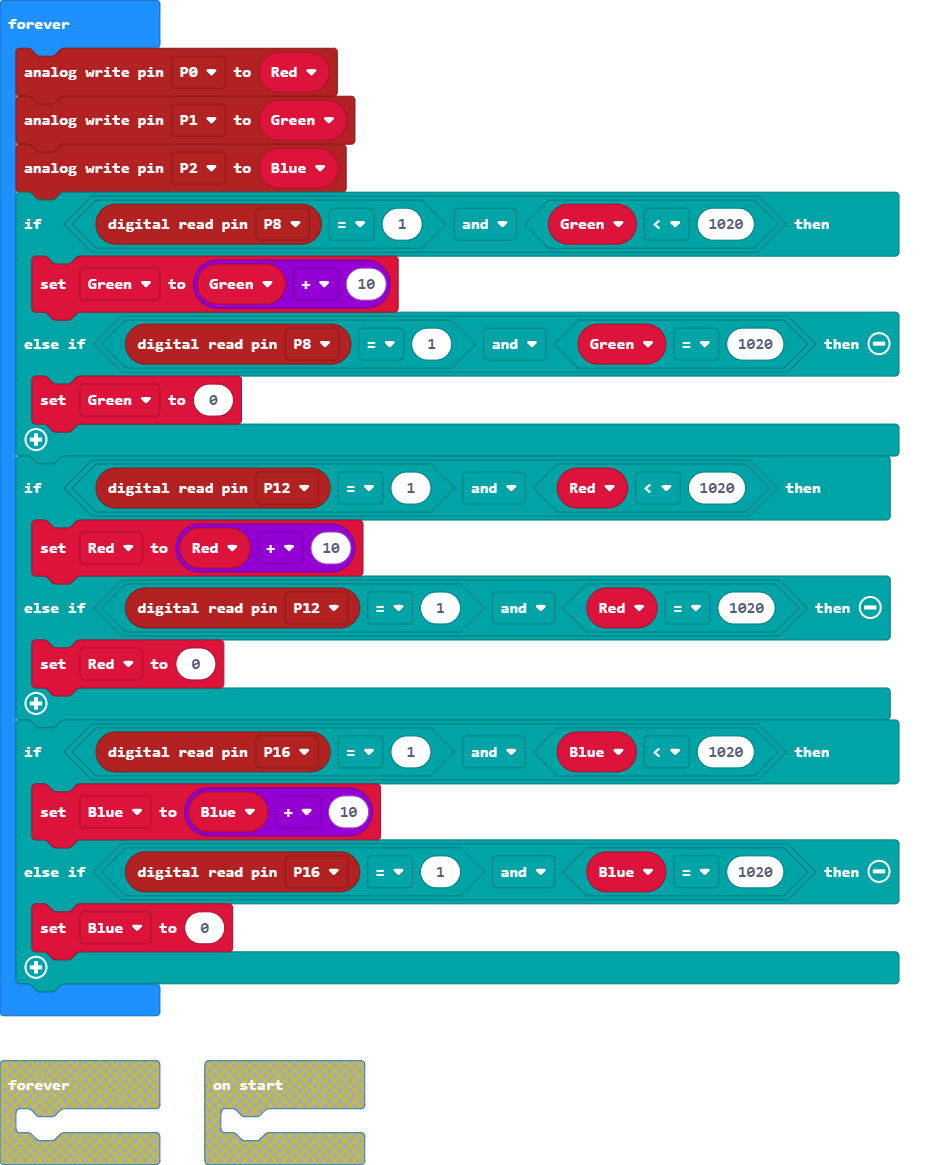 forever
analog write pin P0 to Red
analog write pin P1 to Green
analog write pin P2 to Blue
if digital read pin P8 = 1 and Green < 1020 then
set Green to Green + 10
else if digital read pin P8 = 1 and Green = 1020 then
set Green to 0
if digital read pin P12 = 1 and Red < 1020 then
set Red to Red + 10
else if digital read pin P12 = 1 and Red = 1020 then
set Red to 0
if digital read pin P16 = 1 and Blue < 1020 then
set Blue to Blue + 10
else if digital read pin P16 = 1 and Blue = 1020 then
set Blue to 0
forever
on start